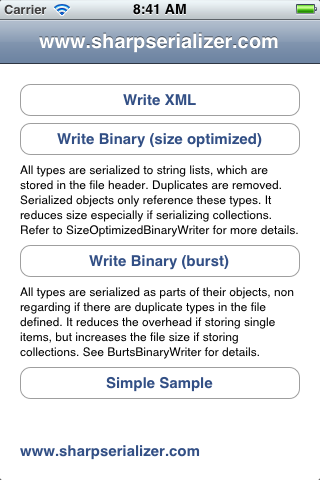 Carrier 8:41 AM
www.sharpserializer.com
Write XML
Write Binary (size optimized)
All types are serialized to string lists, which are
stored in the file header. Duplicates are removed.
Serialized objects only reference these types. It
reduces size especially if serializing collections.
Refer to SizeOptimizedBinaryWriter for more details.
Write Binary (burst)
All types are serialized as parts of their objects, non
regarding if there are duplicate types in the file
defined. It reduces the overhead if storing single
items, but increases the file size if storing
collections. See BurtsBinaryWriter for details.
Simple Sample
www.sharpserializer.com